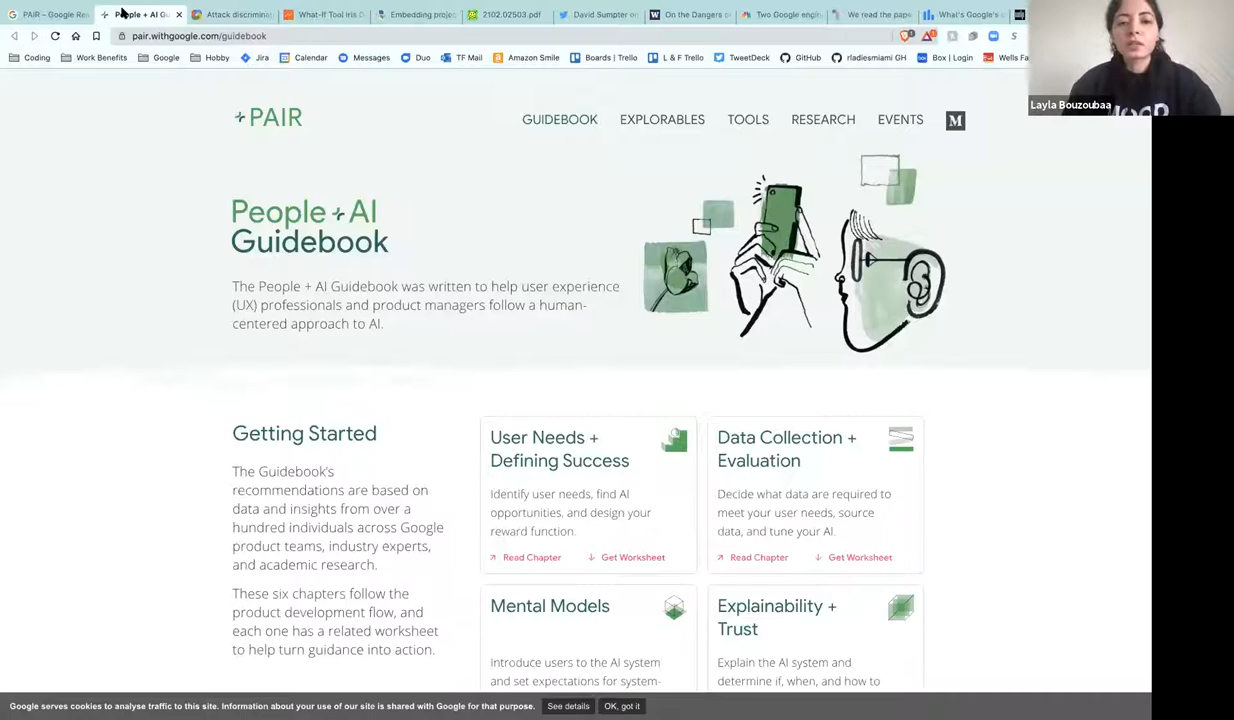 PAIR – Google Res
People + AI Gu
Attack discriminat
What-If Tool Iris D
Embedding projec
2102.02503.pdf
David Sumpter on
On the Dangers o
Two Google engin
We read the pape
What's Google's s
pair.withgoogle.com/guidebook
Coding
Work Benefits
Google
Hobby
Jira
Calendar
Messages
Duo
TF Mail
Amazon Smile
Boards | Trello
L & F Trello
TweetDeck
GitHub
rladiesmiami GH
Box | Login
Wells Fa
Layla Bouzoubaa
PAIR
GUIDEBOOK
EXPLORABLES
TOOLS
RESEARCH
EVENTS
M
People + AI
Guidebook
The People + AI Guidebook was written to help user experience
(UX) professionals and product managers follow a human-
centered approach to AI.
Getting Started
The Guidebook's
recommendations are based on
data and insights from over a
hundred individuals across Google
product teams, industry experts,
and academic research.
These six chapters follow the
product development flow, and
each one has a related worksheet
to help turn guidance into action.
User Needs +
Defining Success
Identify user needs, find AI
opportunities, and design your
reward function.
Read Chapter
Get Worksheet
Data Collection +
Evaluation
Decide what data are required to
meet your user needs, source
data, and tune your AI.
Read Chapter
Get Worksheet
Mental Models
Introduce users to the AI system
and set expectations for system-
Explainability +
Trust
Explain the AI system and
determine if, when, and how to
Google serves cookies to analyse traffic to this site. Information about your use of our site is shared with Google for that purpose.
See details
OK, got it